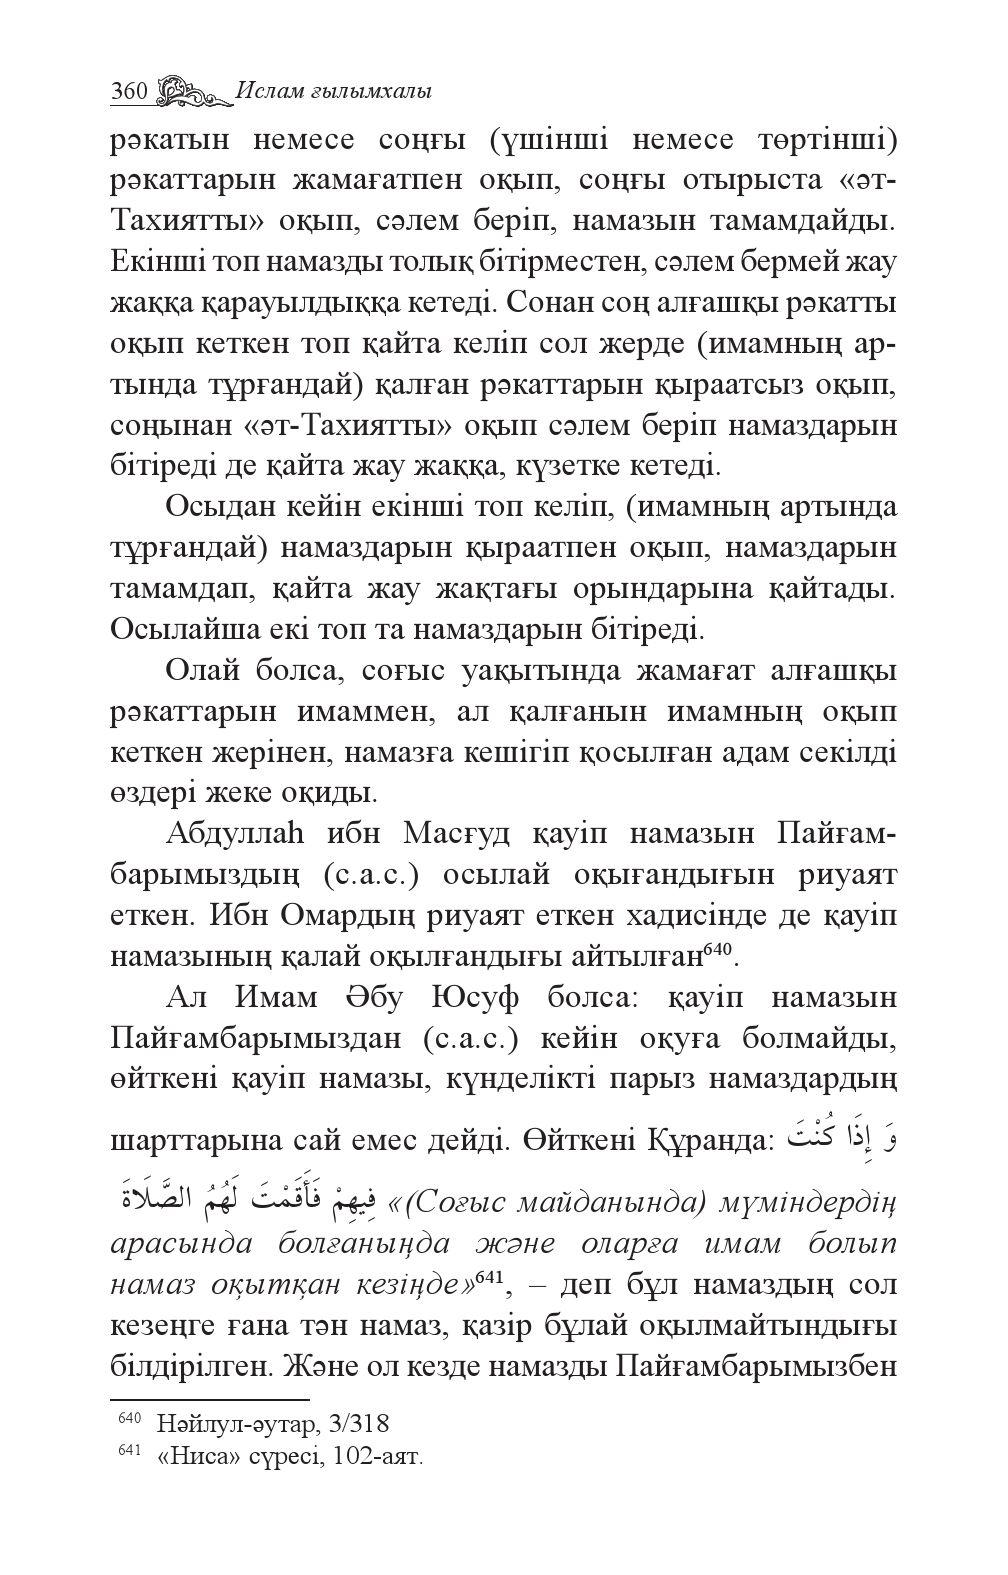 360 Ислам ғылымхалы
рәкатын немесе соңғы (үшінші немесе төртінші)
рәкаттарын жамағатпен оқып, соңғы отырыста «әт-
Тахиятты» оқып, сәлем беріп, намазын тамамдайды.
Екінші топ намазды толық бітірместен, сәлем бермей жау
жаққа қарауылдыққа кетеді. Сонан соң алғашқы рәкатты
оқып кеткен топ қайта келіп сол жерде (имамның ар-
тында тұрғандай) қалған рәкаттарын қыраатсыз оқып,
соңынан «әт-Тахиятты» оқып сәлем беріп намаздарын
бітіреді де қайта жау жаққа, күзетке кетеді.
Осыдан кейін екінші топ келіп, (имамның артында
тұрғандай) намаздарын қыраатпен оқып, намаздарын
тамамдап, қайта жау жақтағы орындарына қайтады.
Осылайша екі топ та намаздарын бітіреді.
Олай болса, соғыс уақытында жамағат алғашқы
рәкаттарын имаммен, ал қалғанын имамның оқып
кеткен жерінен, намазға кешігіп қосылған адам секілді
өздері жеке оқиды.
Абдуллаһ ибн Масғуд қауіп намазын Пайғам-
барымыздың (с.а.с.) осылай оқығандығын риуаят
еткен. Ибн Омардың риуаят еткен хадисінде де қауіп
намазының қалай оқылғандығы айтылған640.
Ал Имам Әбу Юсуф болса: қауіп намазын
Пайғамбарымыздан (с.а.с.) кейін оқуға болмайды,
өйткені қауіп намазы, күнделікті парыз намаздардың
шарттарына сай емес дейді. Өйткені Құранда: وَ إِذَا كُنْتَ
فِيهِمْ فَأَقَمْتَ لَهُمُ الصَّلَاةَ «(Соғыс майданында) мүміндердің
арасында болғаныңда және оларға имам болып
намаз оқытқан кезіңде»641, – деп бұл намаздың сол
кезеңге ғана тән намаз, қазір бұлай оқылмайтындығы
білдірілген. Және ол кезде намазды Пайғамбарымызбен
640 Нәйлул-әутар, 3/318
641 «Ниса» сүресі, 102-аят.